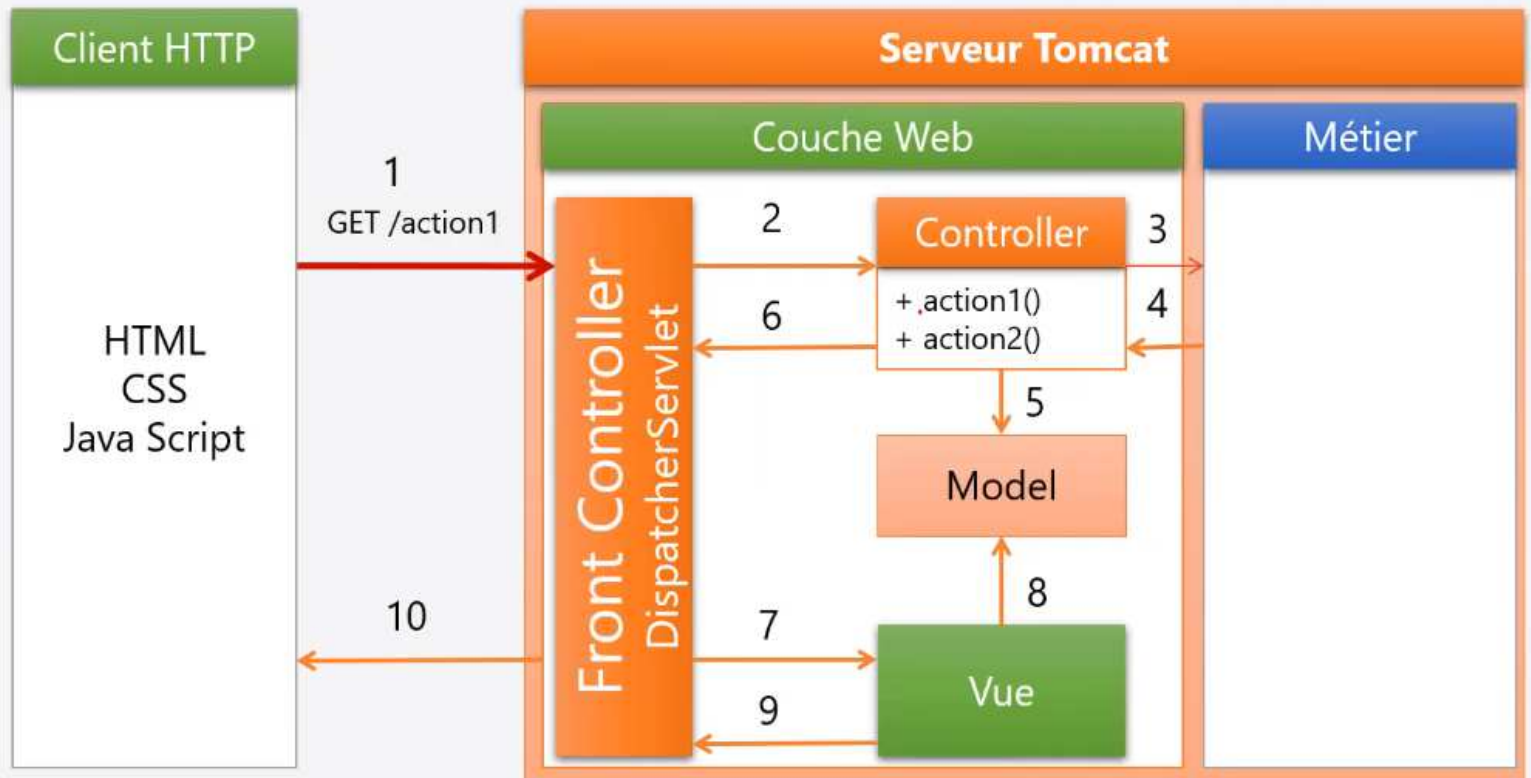 Client HTTP
Serveur Tomcat
Couche Web
Métier
1
GET /action1
HTML
CSS
Java Script
10
Front Controller
DispatcherServlet
2
6
Controller
+ action1()
+ action2()
3
4
5
Model
8
7
9
Vue